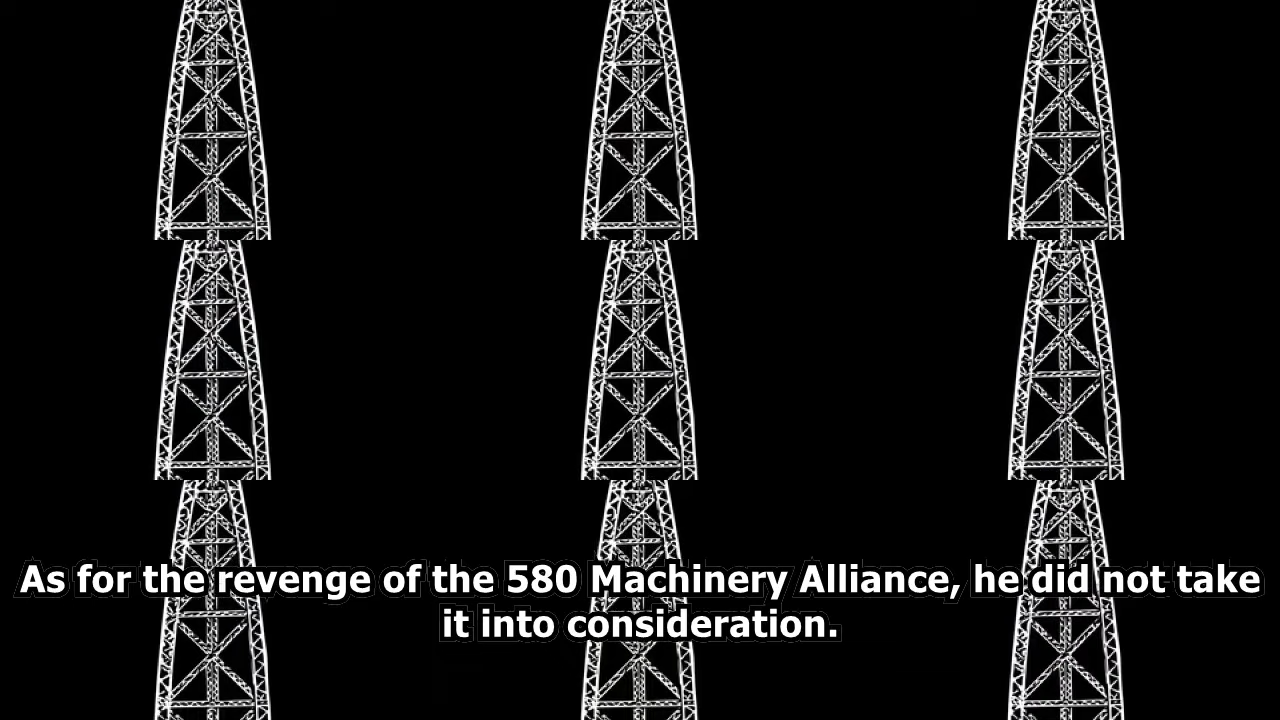 As for the revenge of the 580 Machinery Alliance, he did not take
it into consideration.